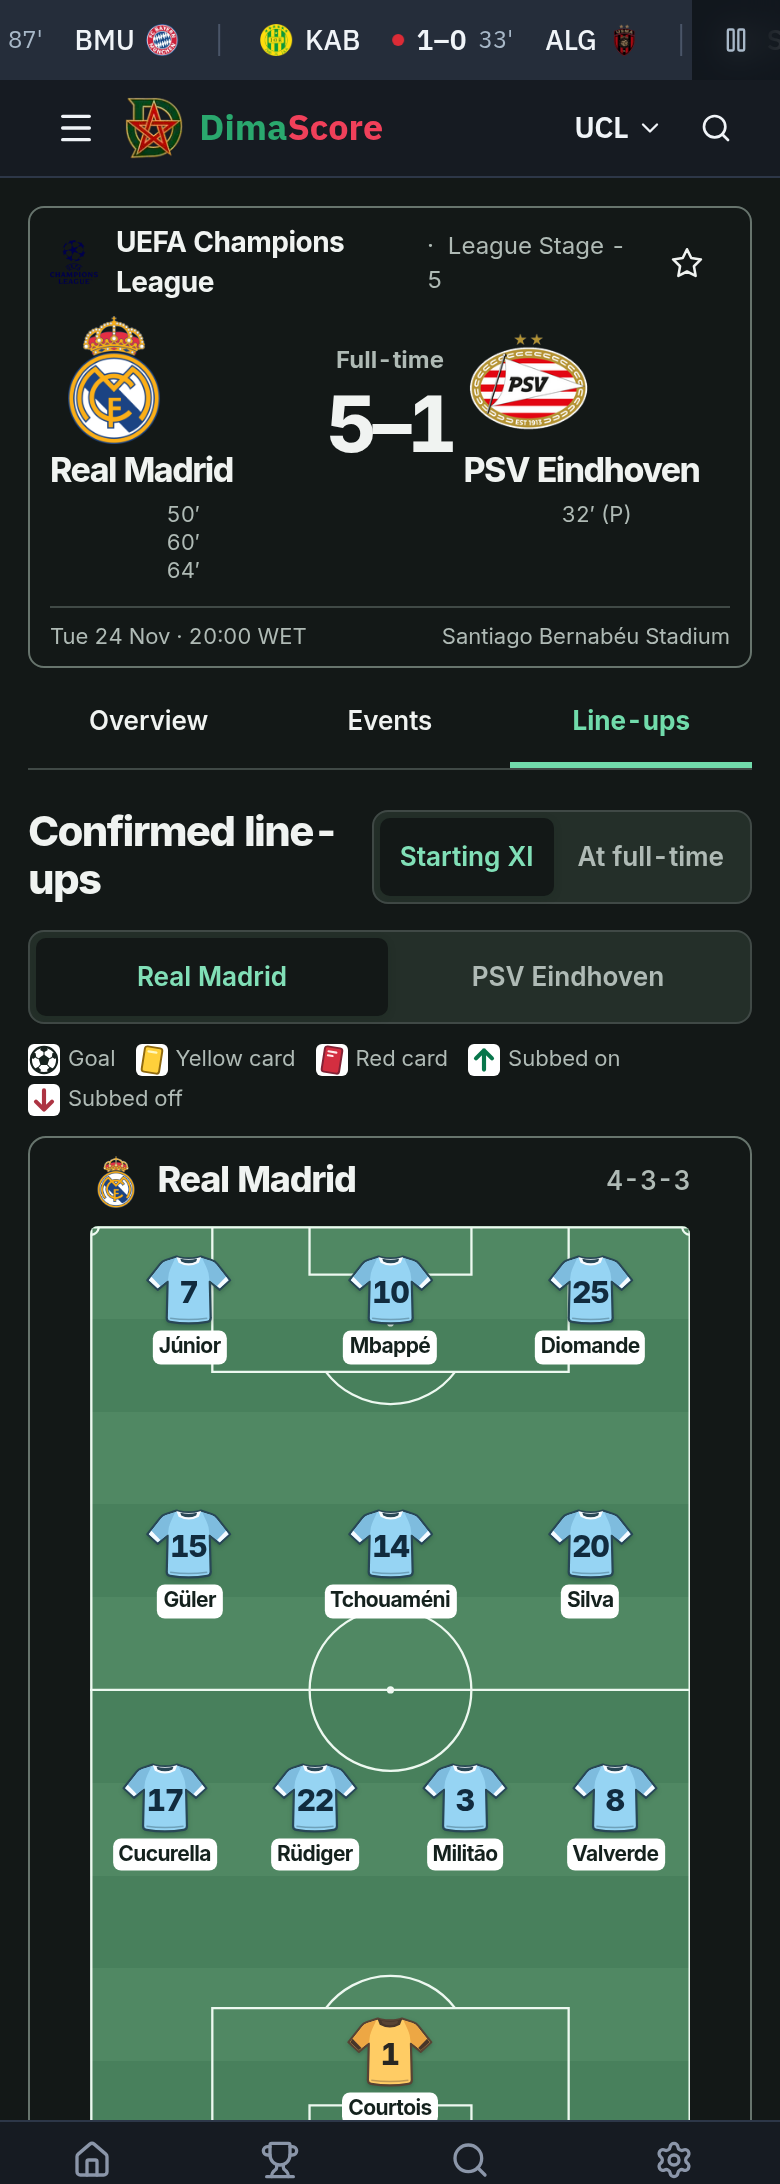 87'
BMU
KAB
1–0 33'
ALG
DimaScore
UCL
UEFA Champions League
· League Stage - 5
Full-time
5–1
PSV
EST 1913
Real Madrid
PSV Eindhoven
50'
60'
64'
32' (P)
Tue 24 Nov · 20:00 WET
Santiago Bernabéu Stadium
Overview
Events
Line-ups
Confirmed line-
ups
Starting XI
At full-time
Real Madrid
PSV Eindhoven
Goal
Yellow card
Red card
Subbed on
Subbed off
Real Madrid
4-3-3
7
10
25
Júnior
Mbappé
Diomande
15
14
20
Güler
Tchouaméni
Silva
17
22
3
8
Cucurella
Rüdiger
Militão
Valverde
1
Courtois